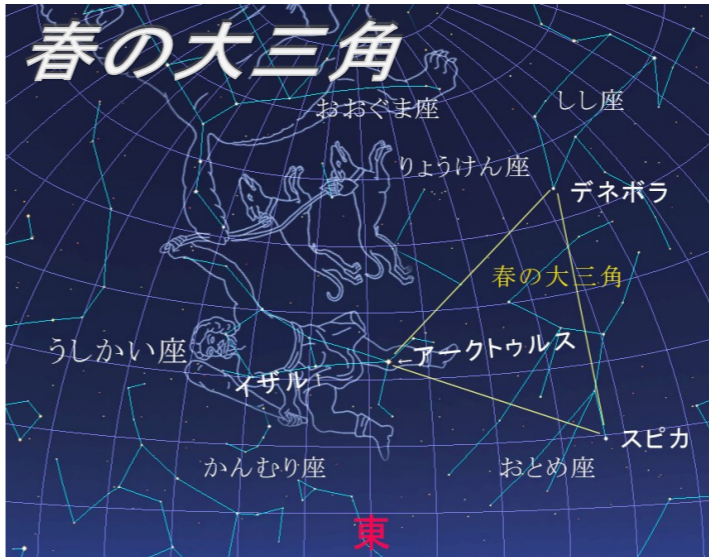 春の大三角
おおぐま座
しし座
りょうけん座
デネボラ
春の大三角
うしかい座
←アークトゥルス
イザル↑
スピカ
かんむり座
おとめ座
東